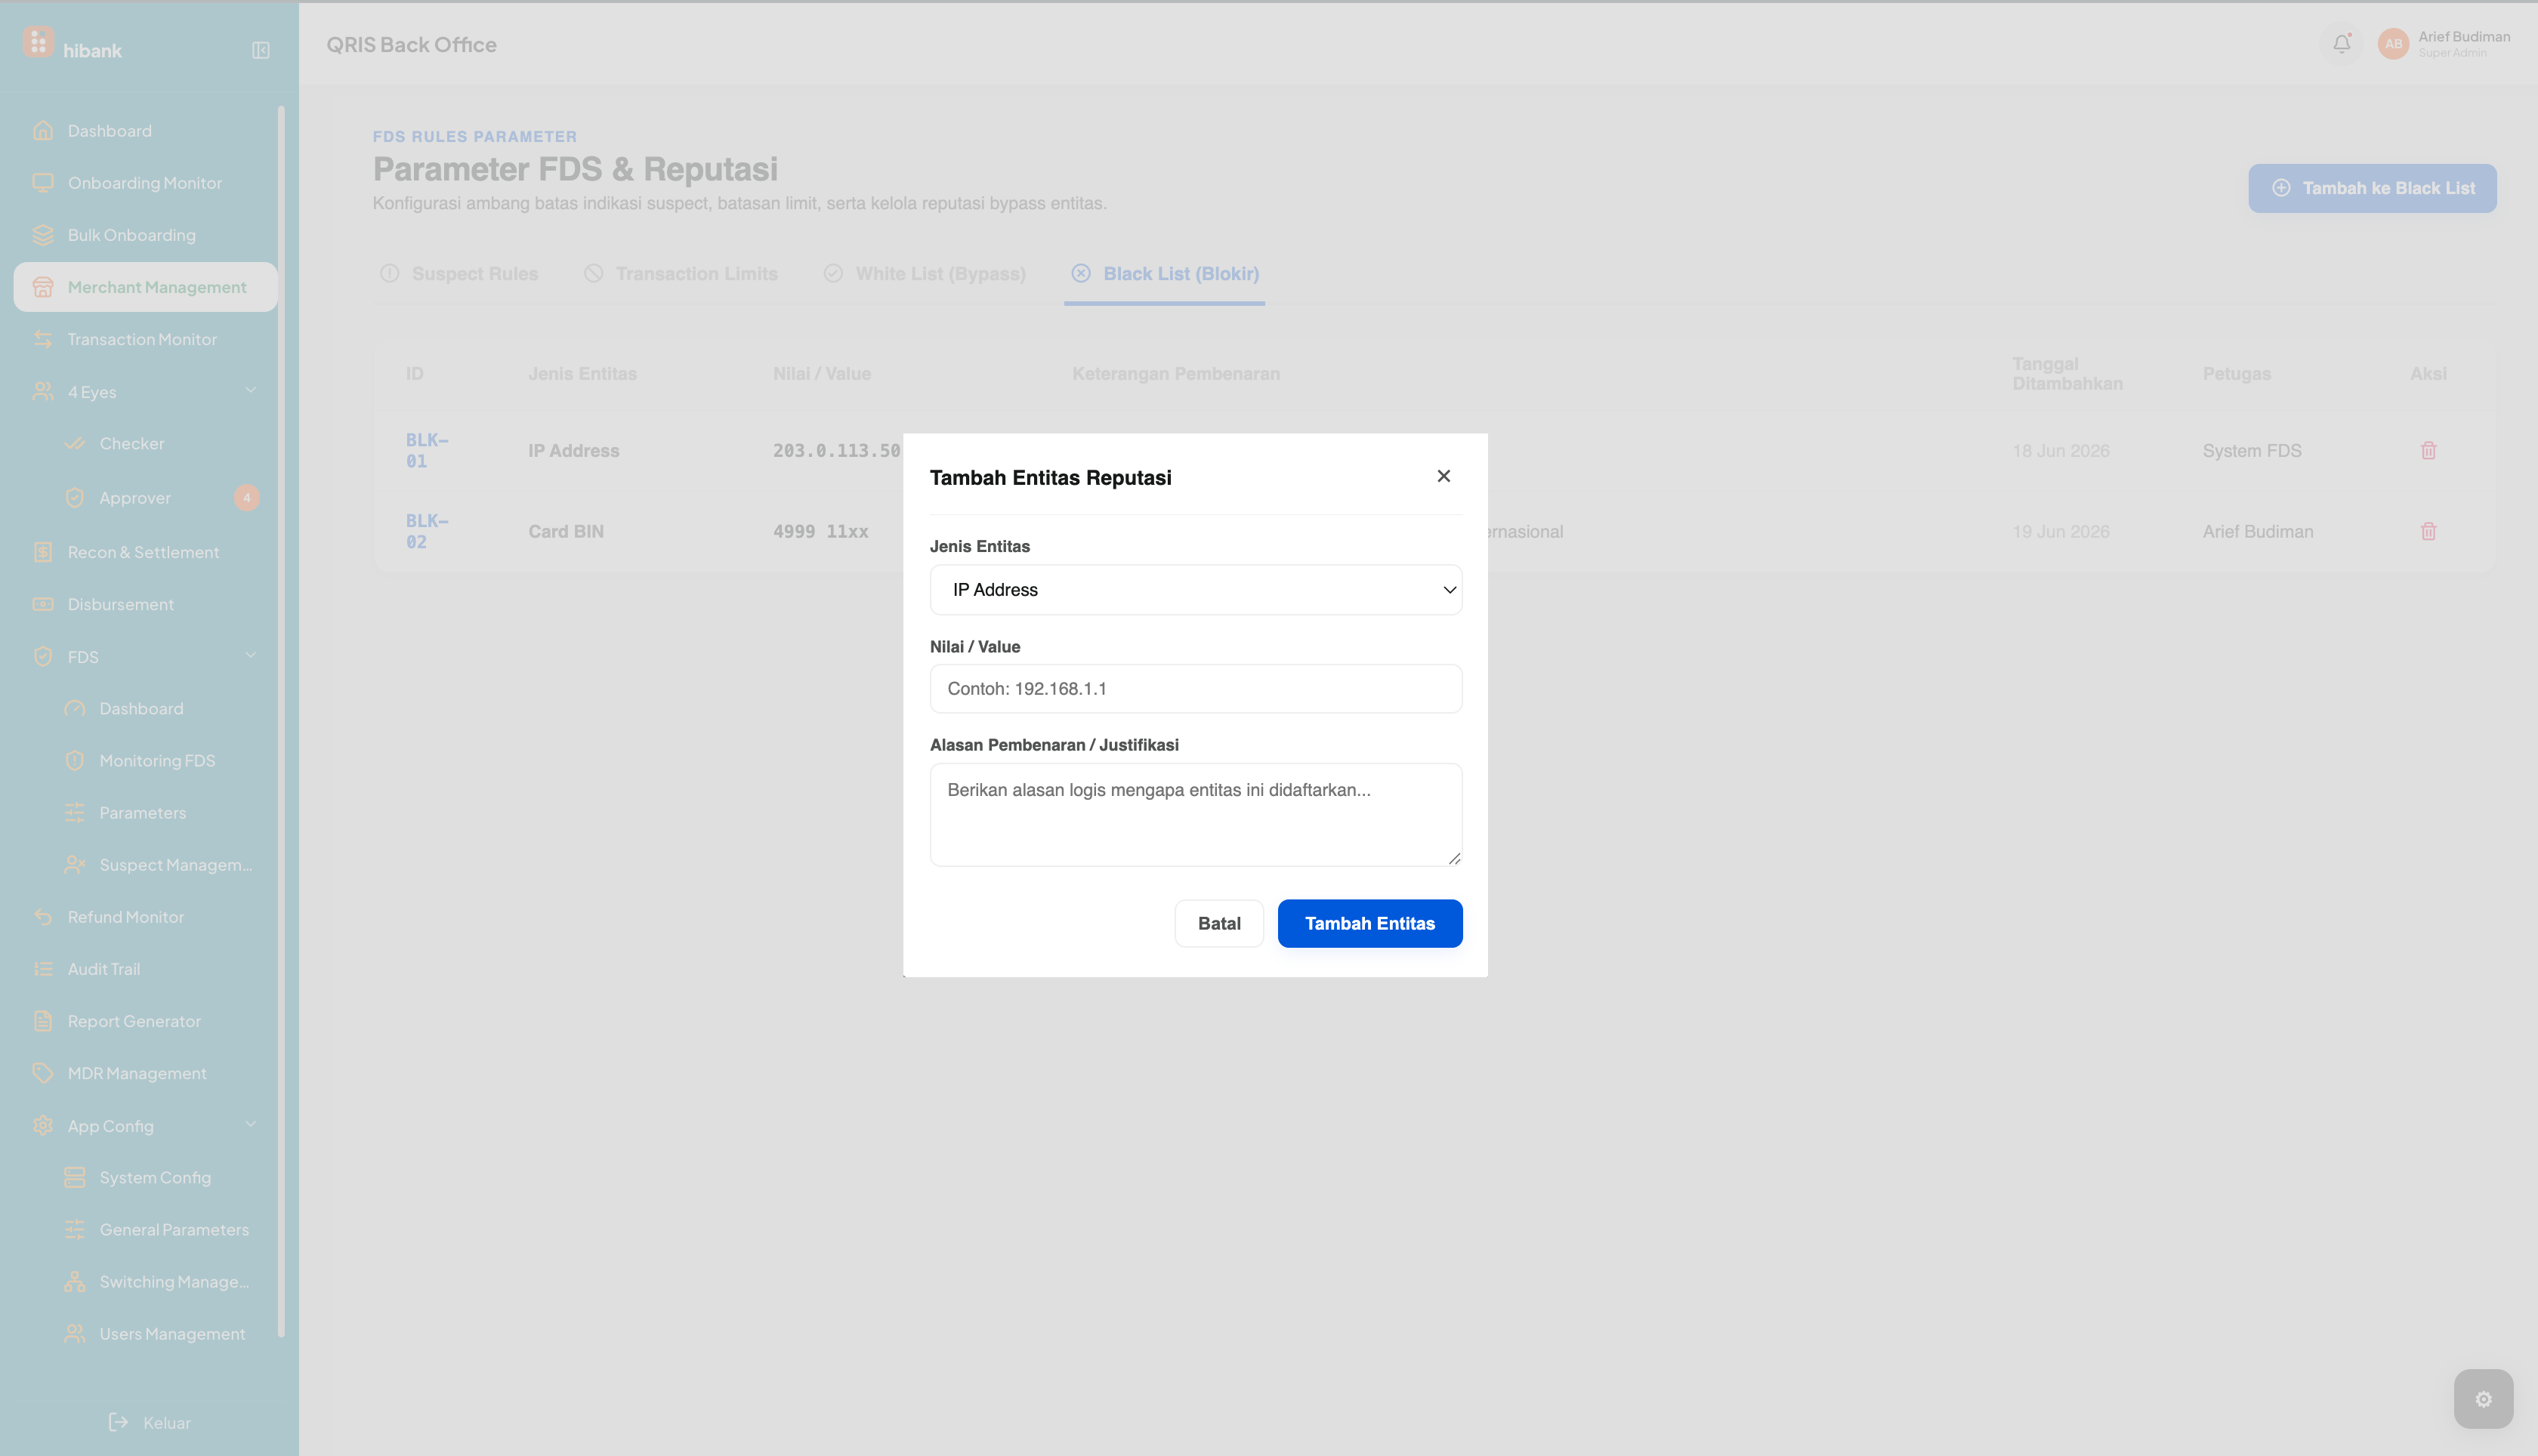 hibank
QRIS Back Office
AB
Arief Budiman
Super Admin
Dashboard
Onboarding Monitor
Bulk Onboarding
Merchant Management
Transaction Monitor
4 Eyes
Checker
Approver
4
Recon & Settlement
Disbursement
FDS
Dashboard
Monitoring FDS
Parameters
Suspect Managem...
Refund Monitor
Audit Trail
Report Generator
MDR Management
App Config
System Config
General Parameters
Switching Manage...
Users Management
Keluar
FDS RULES PARAMETER
Parameter FDS & Reputasi
Konfigurasi ambang batas indikasi suspect, batasan limit, serta kelola reputasi bypass entitas.
Tambah ke Black List
Suspect Rules
Transaction Limits
White List (Bypass)
Black List (Blokir)
ID
Jenis Entitas
Nilai / Value
Keterangan Pembenaran
Tanggal
Ditambahkan
Petugas
Aksi
BLK-
01
IP Address
203.0.113.50
18 Jun 2026
System FDS
BLK-
02
Card BIN
4999 11xx
ernasional
19 Jun 2026
Arief Budiman
Tambah Entitas Reputasi
Jenis Entitas
IP Address
Nilai / Value
Contoh: 192.168.1.1
Alasan Pembenaran / Justifikasi
Berikan alasan logis mengapa entitas ini didaftarkan...
Batal
Tambah Entitas